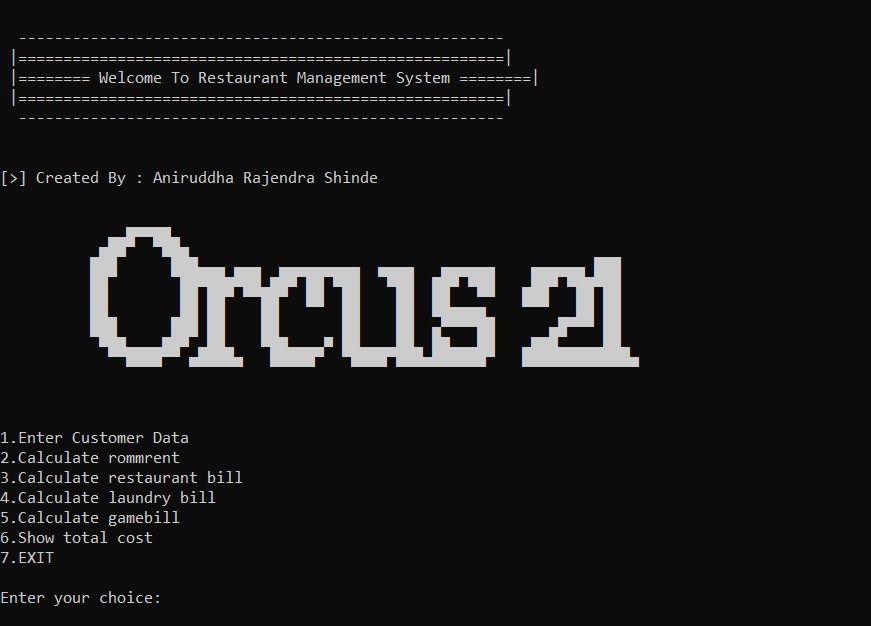 -----------------------------------------------------
|=====================================================|
|======== Welcome To Restaurant Management System ========|
|=====================================================|
-----------------------------------------------------
[>] Created By : Aniruddha Rajendra Shinde
Orcus 21
1.Enter Customer Data
2.Calculate rommrent
3.Calculate restaurant bill
4.Calculate laundry bill
5.Calculate gamebill
6.Show total cost
7.EXIT
Enter your choice: